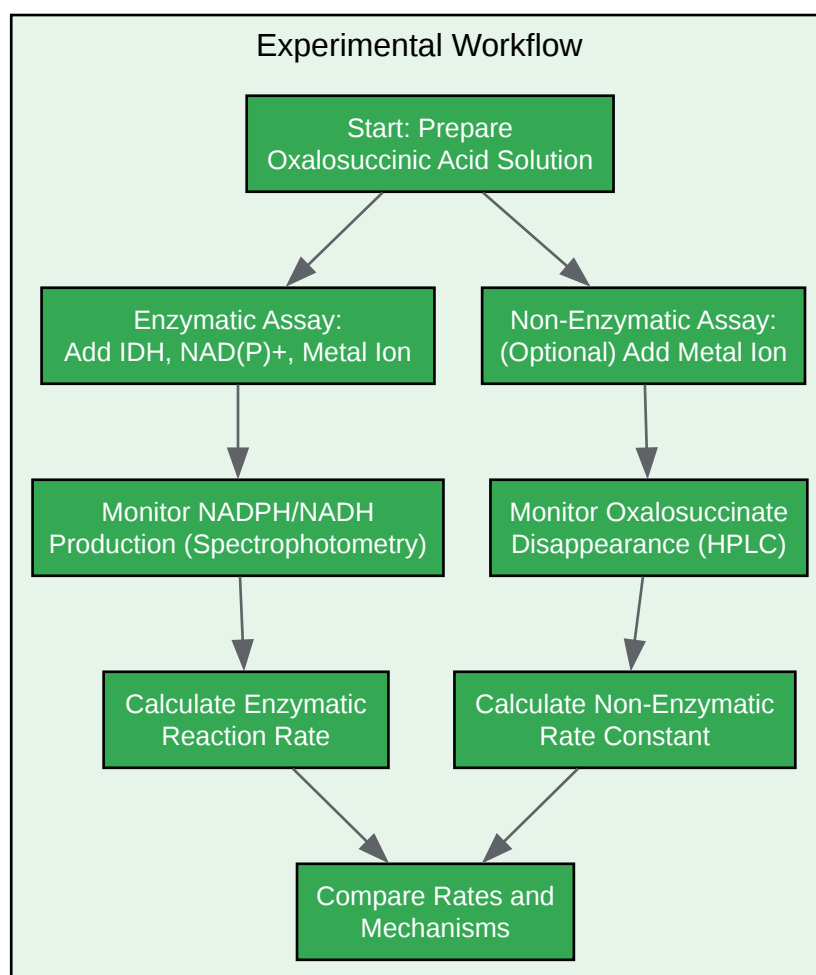 Experimental Workflow
Start: Prepare
Oxalosuccinic Acid Solution
Enzymatic Assay:
Add IDH, NAD(P)+, Metal Ion
Non-Enzymatic Assay:
(Optional) Add Metal Ion
Monitor NADPH/NADH
Production (Spectrophotometry)
Monitor Oxalosuccinate
Disappearance (HPLC)
Calculate Enzymatic
Reaction Rate
Calculate Non-Enzymatic
Rate Constant
Compare Rates and
Mechanisms